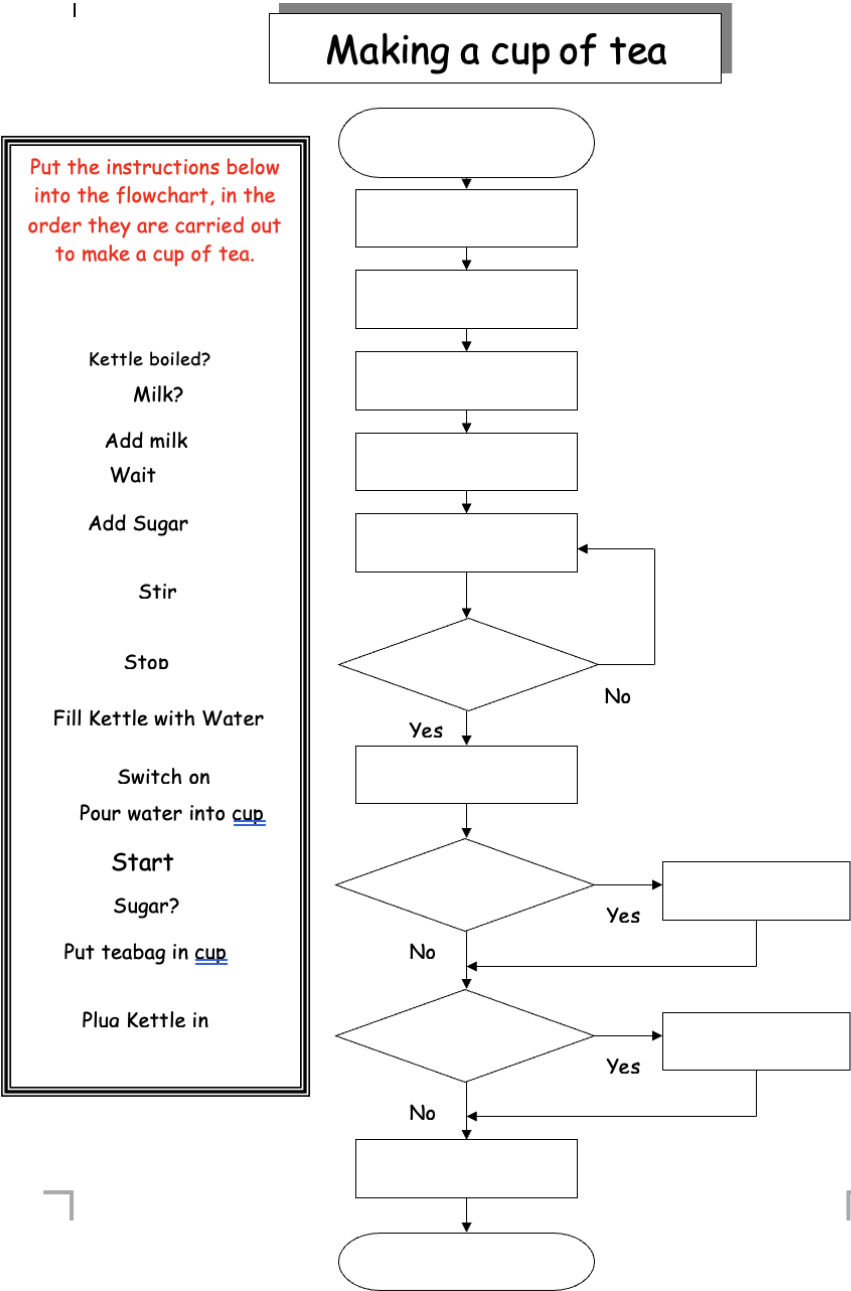 Making a cup of tea
Put the instructions below
into the flowchart, in the
order they are carried out
to make a cup of tea.
Kettle boiled?
Milk?
Add milk
Wait
Add Sugar
Stir
Stop
Fill Kettle with Water
Switch on
Pour water into cup
Start
Sugar?
Put teabag in cup
Plug Kettle in
No
Yes
Yes
No
Yes
No